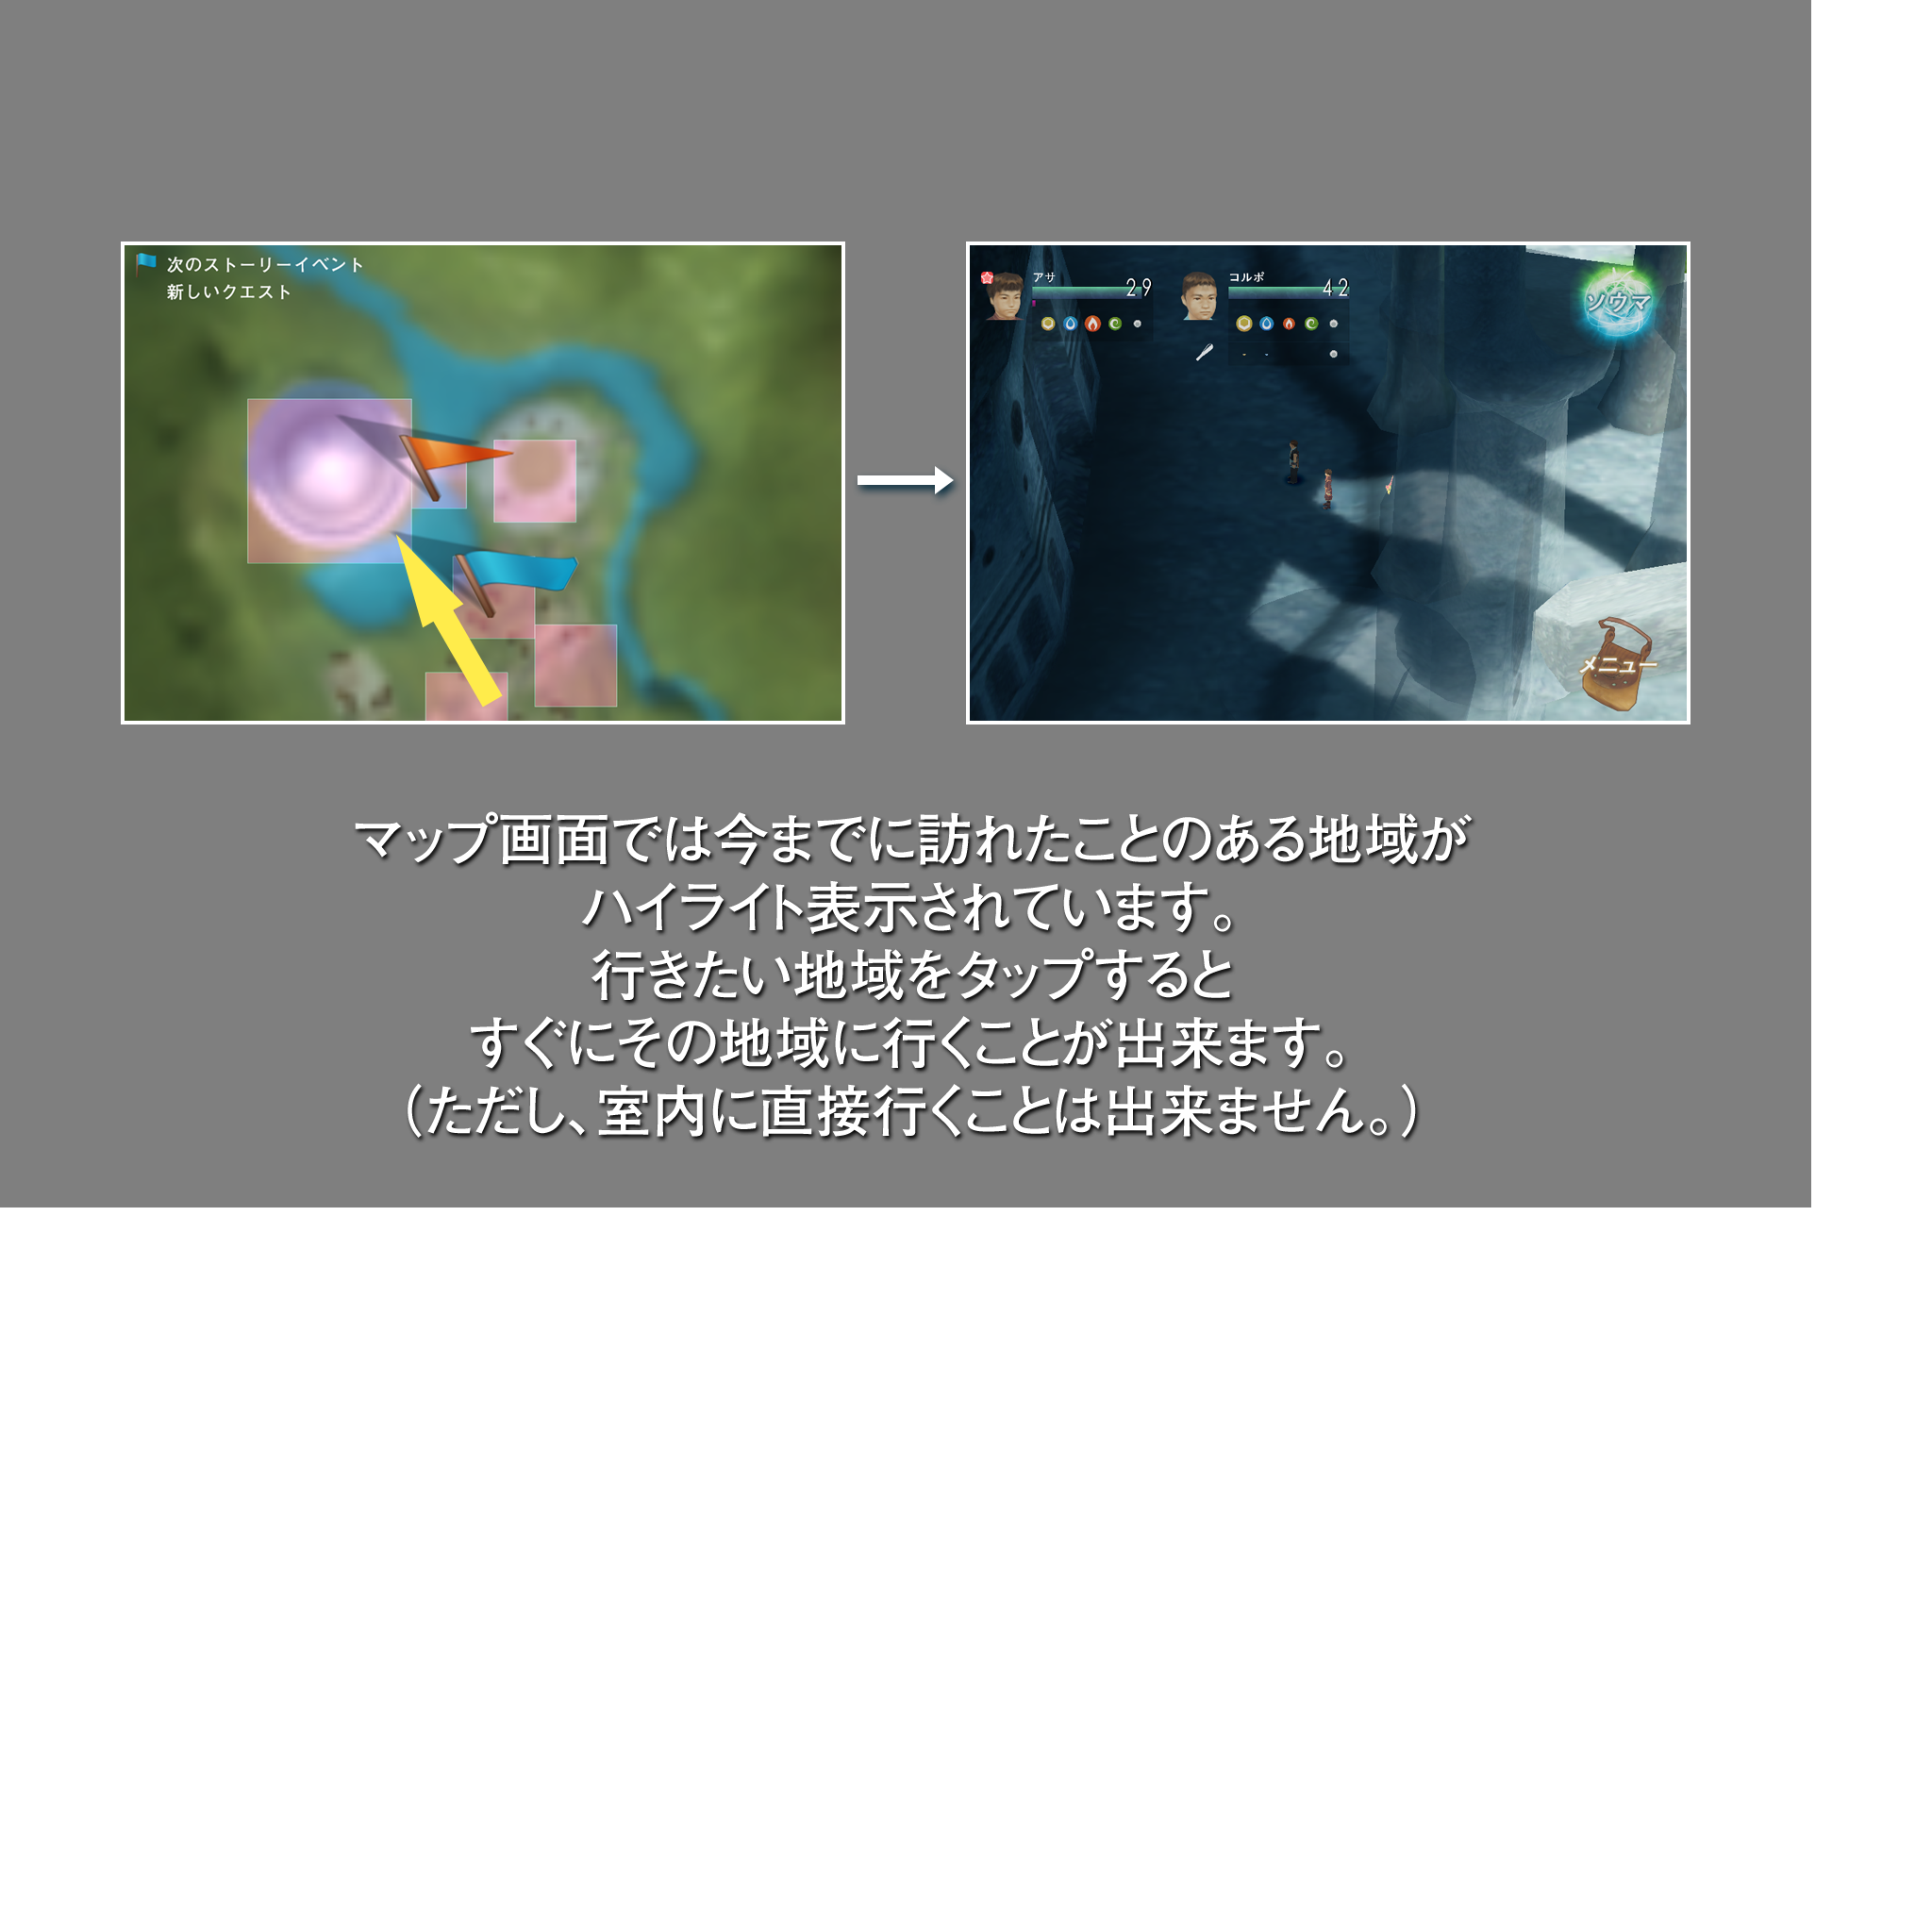 次のストーリーイベント
新しいクエスト
アサ
29
コルポ
42
ソウマ
メニュー
マップ画面では今までに訪れたことのある地域が
ハイライト表示されています。
行きたい地域をタップすると
すぐにその地域に行くことが出来ます。
（ただし、室内に直接行くことは出来ません。）